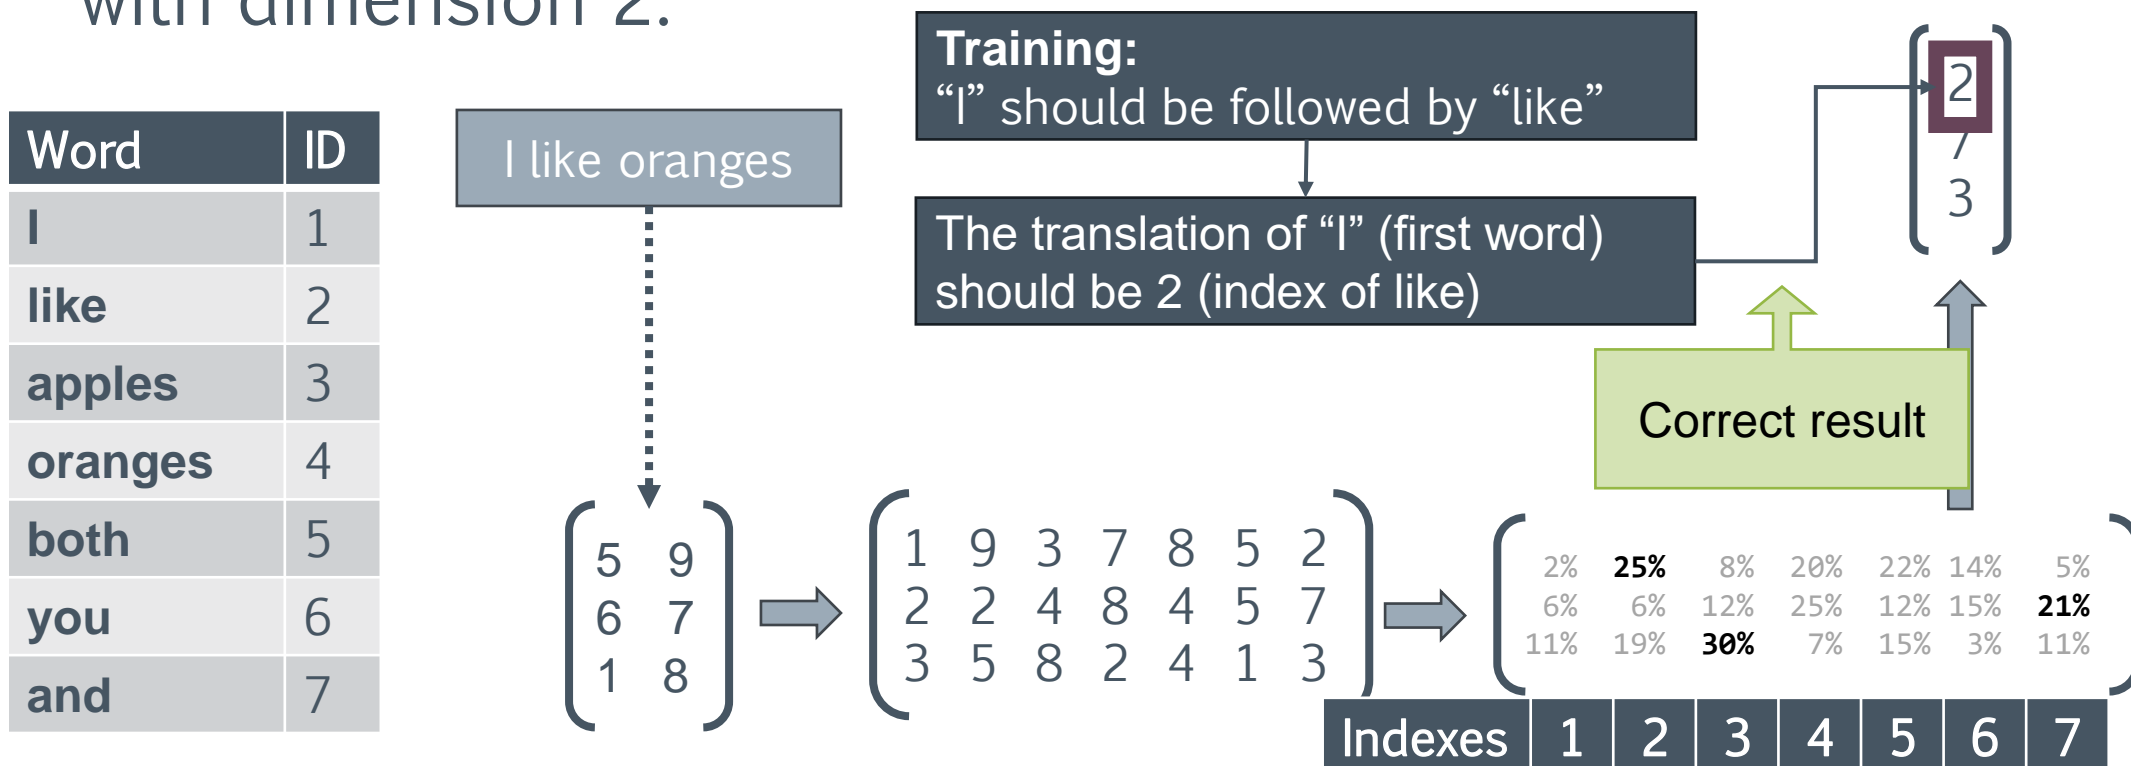 with dimension 2.
Training:
“I” should be followed by “like”
The translation of “I” (first word)
should be 2 (index of like)
2
7
3
Word ID
I 1
like 2
apples 3
oranges 4
both 5
you 6
and 7
I like oranges
Correct result
5 9
6 7
1 8
1 9 3 7 8 5 2
2 2 4 8 4 5 7
3 5 8 2 4 1 3
2% 25% 8% 20% 22% 14% 5%
6% 6% 12% 25% 12% 15% 21%
11% 19% 30% 7% 15% 3% 11%
Indexes 1 2 3 4 5 6 7